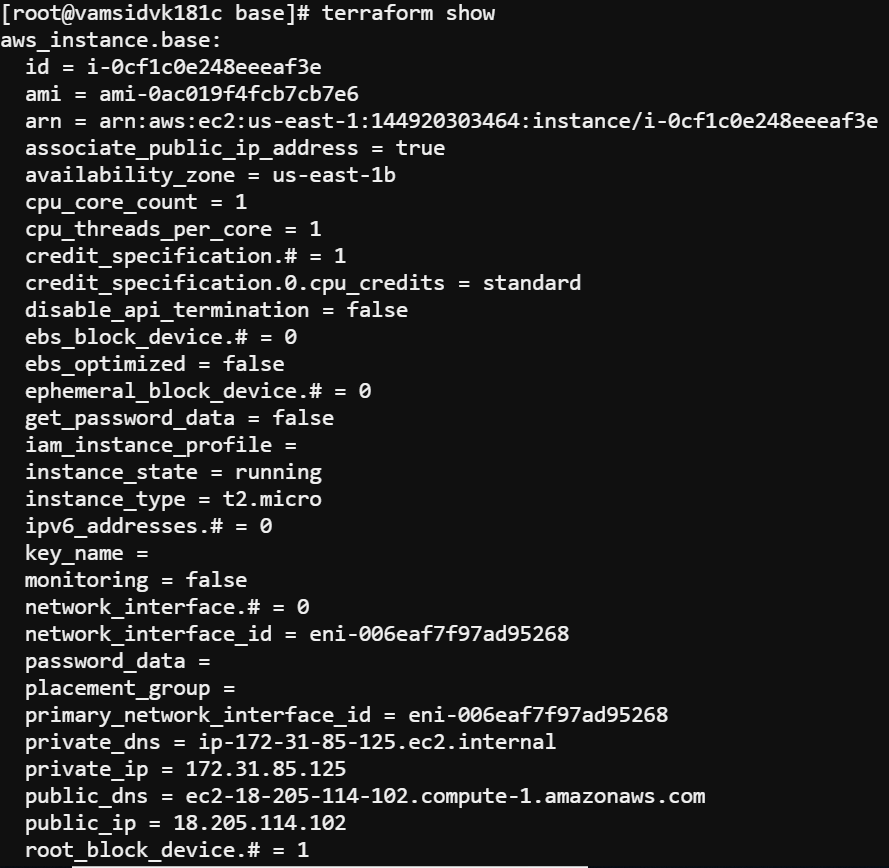 [root@vamsidvk181c base]# terraform show
aws_instance.base:
  id = i-0cf1c0e248eeeaf3e
  ami = ami-0ac019f4fcb7cb7e6
  arn = arn:aws:ec2:us-east-1:144920303464:instance/i-0cf1c0e248eeeaf3e
  associate_public_ip_address = true
  availability_zone = us-east-1b
  cpu_core_count = 1
  cpu_threads_per_core = 1
  credit_specification.# = 1
  credit_specification.0.cpu_credits = standard
  disable_api_termination = false
  ebs_block_device.# = 0
  ebs_optimized = false
  ephemeral_block_device.# = 0
  get_password_data = false
  iam_instance_profile =
  instance_state = running
  instance_type = t2.micro
  ipv6_addresses.# = 0
  key_name =
  monitoring = false
  network_interface.# = 0
  network_interface_id = eni-006eaf7f97ad95268
  password_data =
  placement_group =
  primary_network_interface_id = eni-006eaf7f97ad95268
  private_dns = ip-172-31-85-125.ec2.internal
  private_ip = 172.31.85.125
  public_dns = ec2-18-205-114-102.compute-1.amazonaws.com
  public_ip = 18.205.114.102
  root_block_device.# = 1